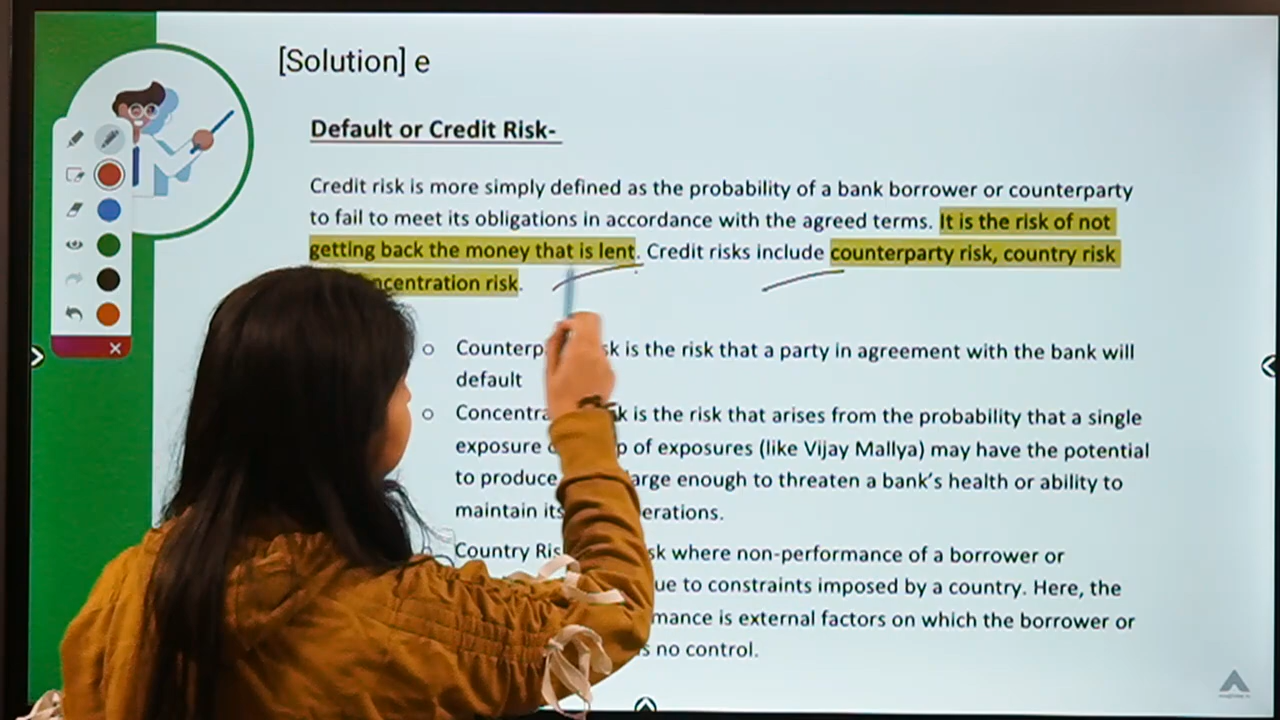 [Solution] e
Default or Credit Risk-
Credit risk is more simply defined as the probability of a bank borrower or counterparty
to fail to meet its obligations in accordance with the agreed terms. It is the risk of not
getting back the money that is lent. Credit risks include counterparty risk, country risk
ncentration risk.
o Counterp sk is the risk that a party in agreement with the bank will
default
o Concentra k is the risk that arises from the probability that a single
exposure p of exposures (like Vijay Mallya) may have the potential
to produce arge enough to threaten a bank's health or ability to
maintain its erations.
Country Ris sk where non-performance of a borrower or
ue to constraints imposed by a country. Here, the
mance is external factors on which the borrower or
s no control.